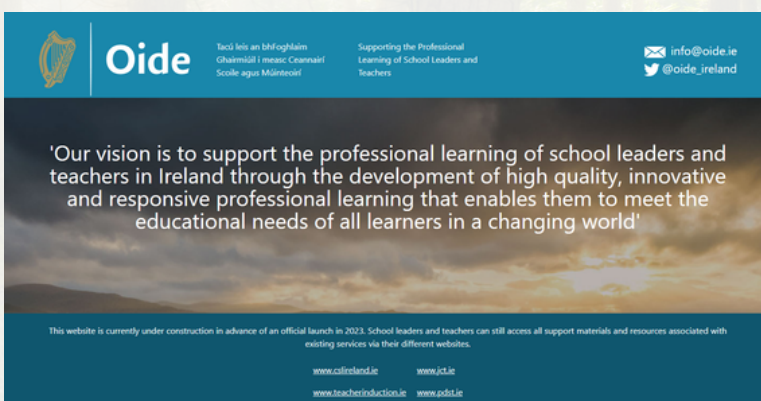 Oide
Tacú leis an bhFoghlaim
Ghairmiúil i measc Ceannairí
Scoile agus Múinteoirí
Supporting the Professional
Learning of School Leaders and
Teachers
info@oide.ie
@oide_ireland
'Our vision is to support the professional learning of school leaders and
teachers in Ireland through the development of high quality, innovative
and responsive professional learning that enables them to meet the
educational needs of all learners in a changing world'
This website is currently under construction in advance of an official launch in 2023. School leaders and teachers can still access all support materials and resources associated with
existing services via their different websites.
www.cslireland.ie www.jct.ie
www.teacherinduction.ie www.pdst.ie